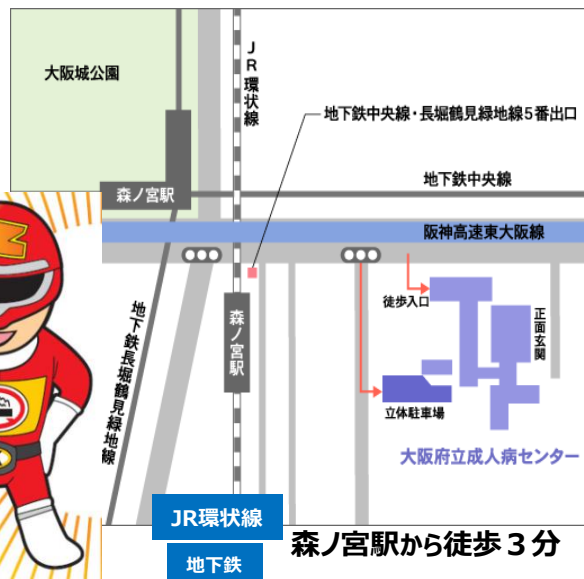 大阪城公園
JR環状線
地下鉄中央線・長堀鶴見緑地線5番出口
地下鉄中央線
森ノ宮駅
阪神高速東大阪線
徒歩入口
正面玄関
森ノ宮駅
地下鉄長堀鶴見緑地線
立体駐車場
大阪府立成人病センター
JR環状線
地下鉄
森ノ宮駅から徒歩３分